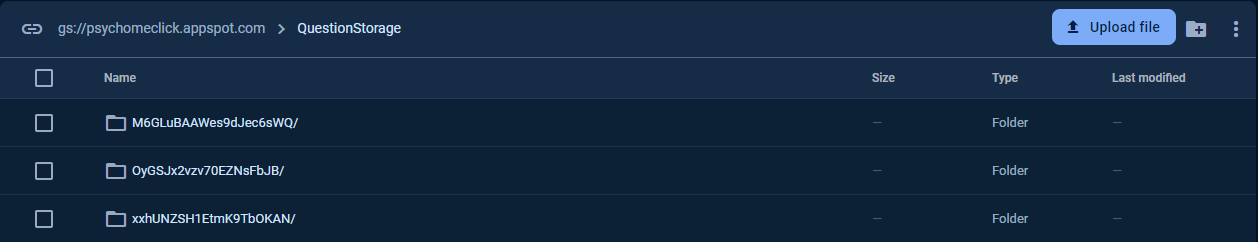 gs://psychomeclick.appspot.com > QuestionStorage Upload file
Name Size Type Last modified
M6GLuBAAWes9dJec6sWQ/ — Folder —
OyGSJx2vzv70EZNsFbJB/ — Folder —
xxhUNZSH1EtmK9TbOKAN/ — Folder —